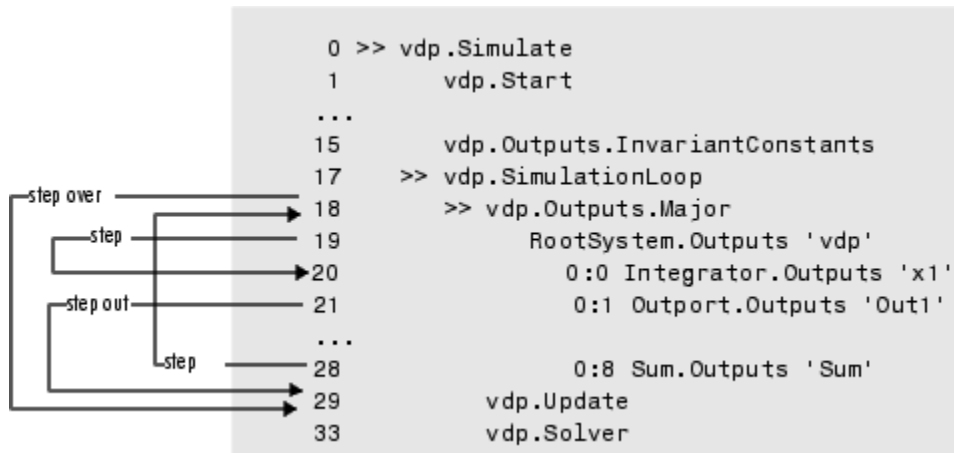 0 >> vdp.Simulate
1 vdp.Start
...
15 vdp.Outputs.InvariantConstants
17 >> vdp.SimulationLoop
step over
18 >> vdp.Outputs.Major
step
19 RootSystem.Outputs 'vdp'
20 0:0 Integrator.Outputs 'x1'
step out
21 0:1 Outport.Outputs 'Out1'
...
step
28 0:8 Sum.Outputs 'Sum'
29 vdp.Update
33 vdp.Solver